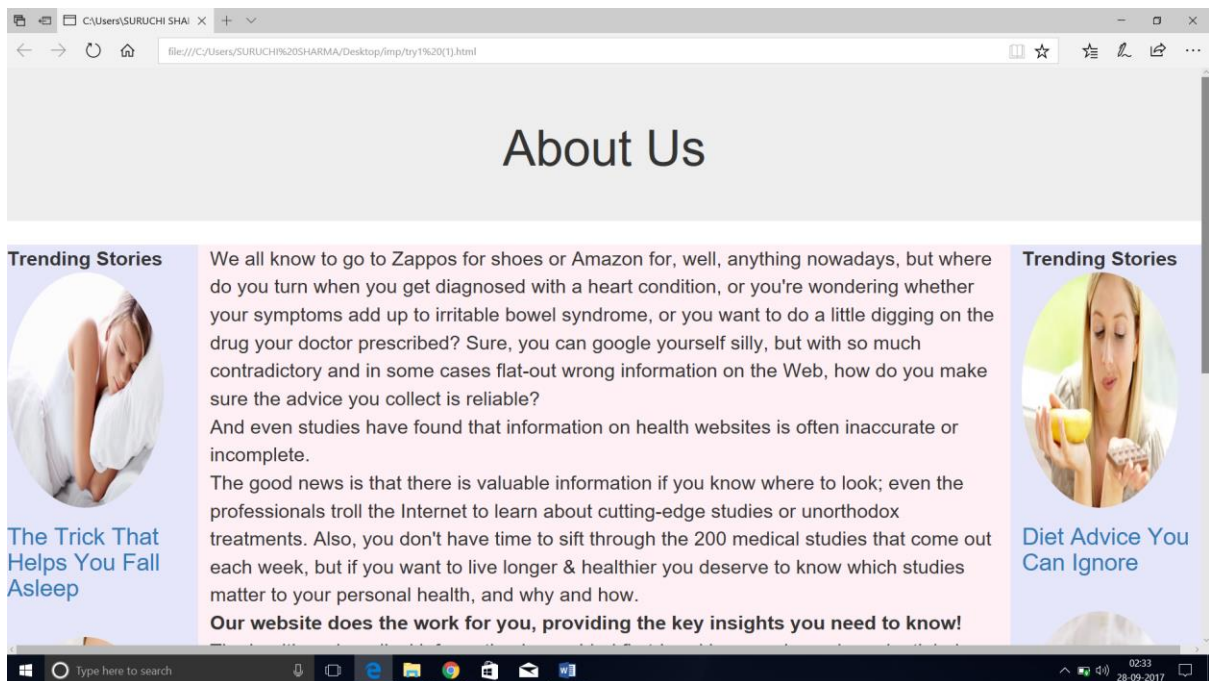 C:\Users\SURUCHI SHA
file:///C:/Users/SURUCHI%20SHARMA/Desktop/imp/try1%20(1).html
About Us
Trending Stories
The Trick That
Helps You Fall
Asleep
We all know to go to Zappos for shoes or Amazon for, well, anything nowadays, but where
do you turn when you get diagnosed with a heart condition, or you're wondering whether
your symptoms add up to irritable bowel syndrome, or you want to do a little digging on the
drug your doctor prescribed? Sure, you can google yourself silly, but with so much
contradictory and in some cases flat-out wrong information on the Web, how do you make
sure the advice you collect is reliable?
And even studies have found that information on health websites is often inaccurate or
incomplete.
The good news is that there is valuable information if you know where to look; even the
professionals troll the Internet to learn about cutting-edge studies or unorthodox
treatments. Also, you don't have time to sift through the 200 medical studies that come out
each week, but if you want to live longer & healthier you deserve to know which studies
matter to your personal health, and why and how.
Our website does the work for you, providing the key insights you need to know!
Trending Stories
Diet Advice You
Can Ignore
Type here to search
02:33
28-09-2017